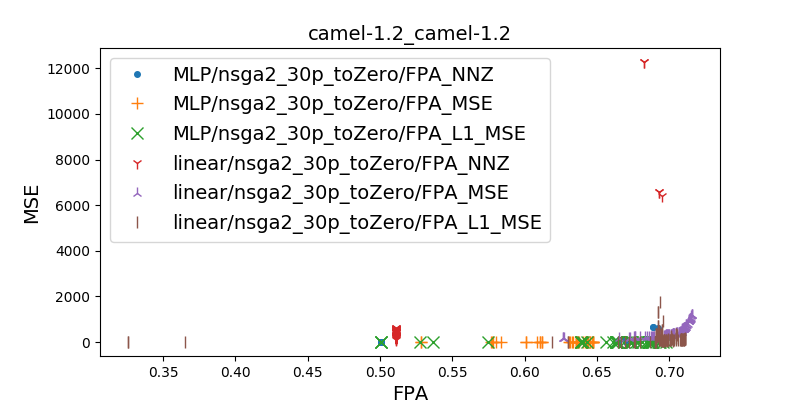 camel-1.2_camel-1.2
MLP/nsga2_30p_toZero/FPA_NNZ
MLP/nsga2_30p_toZero/FPA_MSE
MLP/nsga2_30p_toZero/FPA_L1_MSE
linear/nsga2_30p_toZero/FPA_NNZ
linear/nsga2_30p_toZero/FPA_MSE
linear/nsga2_30p_toZero/FPA_L1_MSE
MSE
12000
10000
8000
6000
4000
2000
0
0.35 0.40 0.45 0.50 0.55 0.60 0.65 0.70
FPA